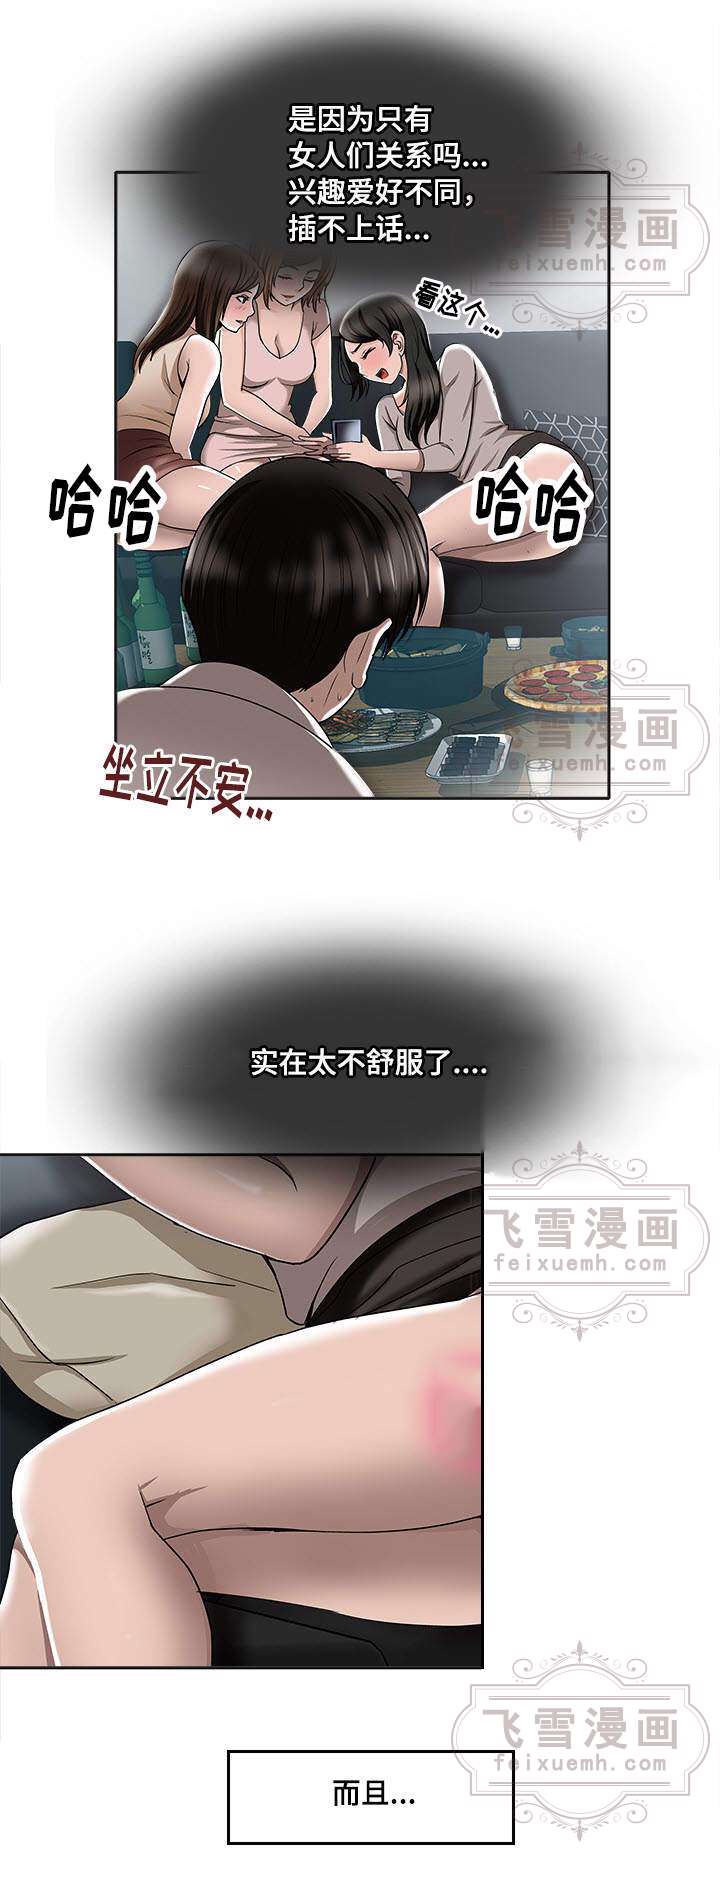 是因为只有
女人们关系吗...
兴趣爱好不同，
插不上话...
飞雪漫画
feixuemh.com
看这个...
哈哈
哈哈
飞雪漫画
feixuemh.com
坐立不安...
实在太不舒服了....
飞雪漫画
feixuemh.com
飞雪漫画
feixuemh.com
而且...